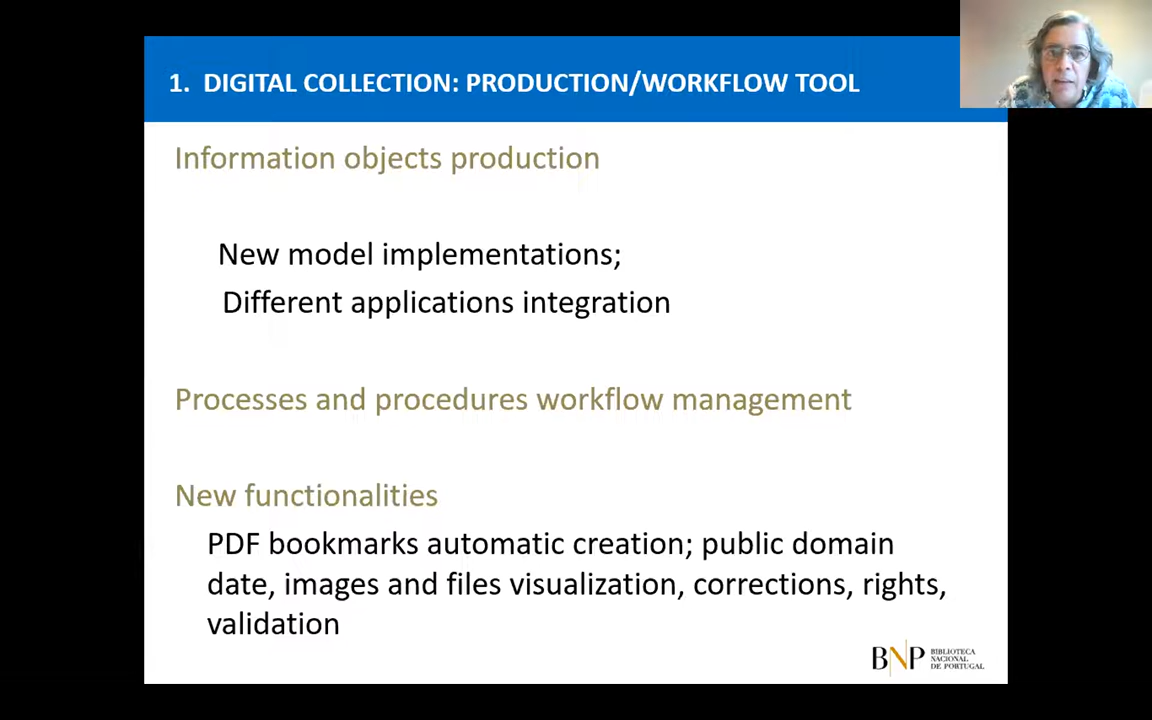 1. DIGITAL COLLECTION: PRODUCTION/WORKFLOW TOOL
Information objects production
New model implementations;
Different applications integration
Processes and procedures workflow management
New functionalities
PDF bookmarks automatic creation; public domain
date, images and files visualization, corrections, rights,
validation
BNP
BIBLIOTECA
NACIONAL
DE PORTUGAL